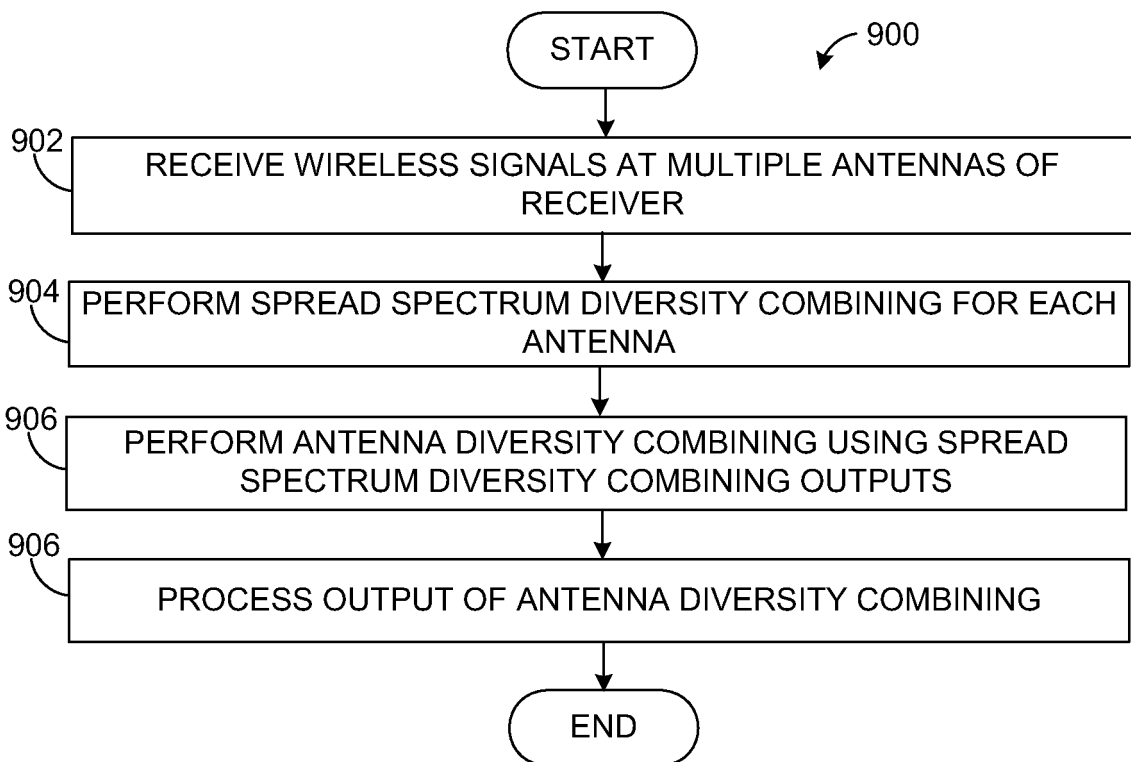 START
900
902
RECEIVE WIRELESS SIGNALS AT MULTIPLE ANTENNAS OF
RECEIVER
904
PERFORM SPREAD SPECTRUM DIVERSITY COMBINING FOR EACH
ANTENNA
906
PERFORM ANTENNA DIVERSITY COMBINING USING SPREAD
SPECTRUM DIVERSITY COMBINING OUTPUTS
906
PROCESS OUTPUT OF ANTENNA DIVERSITY COMBINING
END